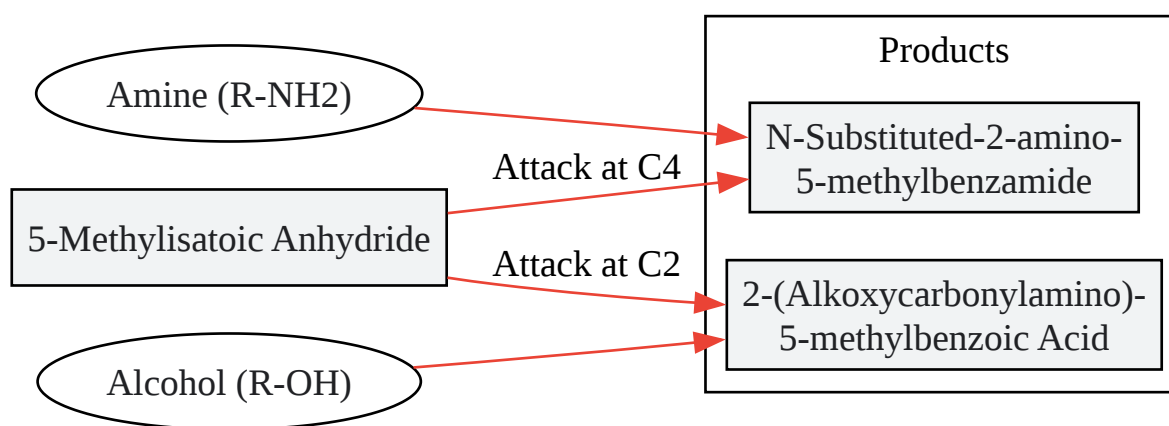 Products
Amine (R-NH2)
N-Substituted-2-amino-
5-methylbenzamide
Attack at C4
5-Methylisatoic Anhydride
Attack at C2
2-(Alkoxycarbonylamino)-
5-methylbenzoic Acid
Alcohol (R-OH)